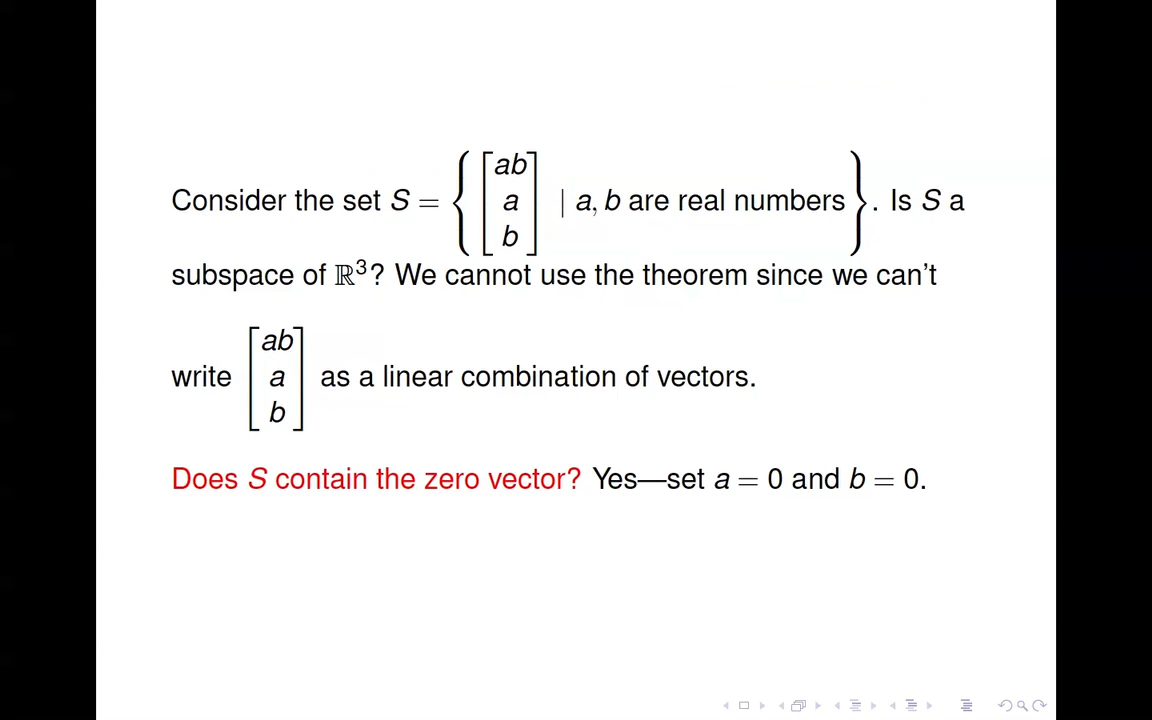 Consider the set S = { [ab a b] | a, b are real numbers }. Is S a
subspace of ℝ³? We cannot use the theorem since we can't
write [ab a b] as a linear combination of vectors.
Does S contain the zero vector? Yes—set a = 0 and b = 0.